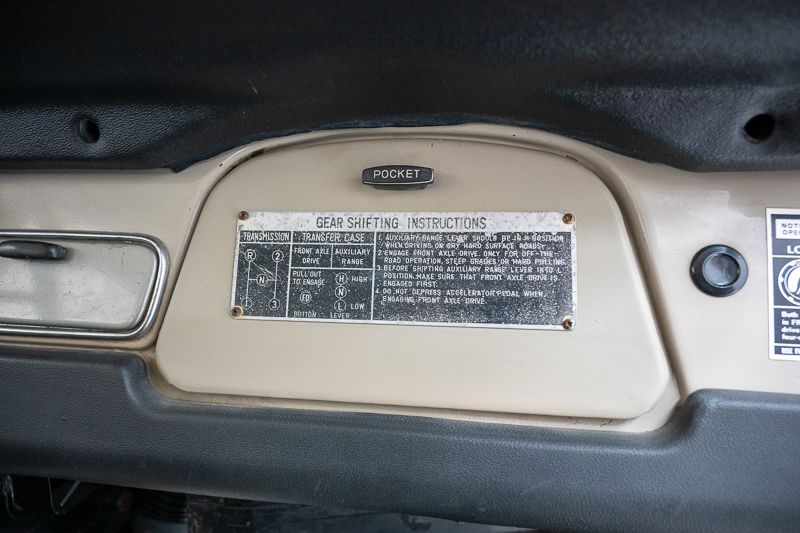 POCKET
GEAR SHIFTING INSTRUCTIONS
TRANSMISSION
R 2
N
1 3
TRANSFER CASE
FRONT AXLE DRIVE
AUXILIARY RANGE
PULL OUT TO ENGAGE
FD
BOTTOM LEVER
H HIGH
N
L LOW
1. AUXILIARY RANGE LEVER SHOULD BE IN H POSITION
WHEN DRIVING ON DRY HARD SURFACE ROADS.
2. ENGAGE FRONT AXLE DRIVE ONLY FOR OFF-THE-
ROAD OPERATION, STEEP GRADES OR HARD PULLING.
3. BEFORE SHIFTING AUXILIARY RANGE LEVER INTO L
POSITION, MAKE SURE THAT FRONT AXLE DRIVE IS
ENGAGED FIRST.
4. DO NOT DEPRESS ACCELERATOR PEDAL WHEN
ENGAGING FRONT AXLE DRIVE.
Both